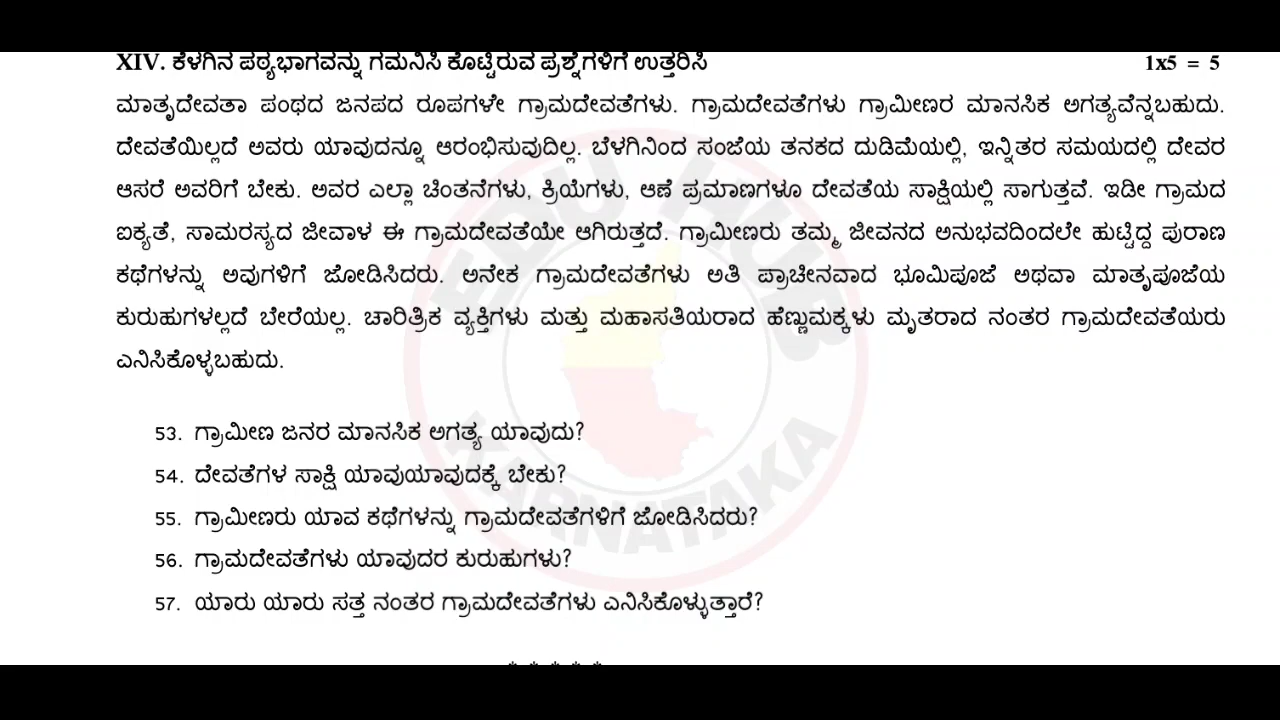 XIV. ಕೆಳಗಿನ ಪಠ್ಯಭಾಗವನ್ನು ಗಮನಿಸಿ ಕೊಟ್ಟಿರುವ ಪ್ರಶ್ನೆಗಳಿಗೆ ಉತ್ತರಿಸಿ 1x5 = 5
ಮಾತೃದೇವತಾ ಪಂಥದ ಜನಪದ ರೂಪಗಳೇ ಗ್ರಾಮದೇವತೆಗಳು. ಗ್ರಾಮದೇವತೆಗಳು ಗ್ರಾಮೀಣರ ಮಾನಸಿಕ ಅಗತ್ಯವೆನ್ನಬಹುದು.
ದೇವತೆಯಿಲ್ಲದೆ ಅವರು ಯಾವುದನ್ನೂ ಆರಂಭಿಸುವುದಿಲ್ಲ. ಬೆಳಗಿನಿಂದ ಸಂಜೆಯ ತನಕದ ದುಡಿಮೆಯಲ್ಲಿ, ಇನ್ನಿತರ ಸಮಯದಲ್ಲಿ ದೇವರ
ಆಸರೆ ಅವರಿಗೆ ಬೇಕು. ಅವರ ಎಲ್ಲಾ ಚಿಂತನೆಗಳು, ಕ್ರಿಯೆಗಳು, ಆಣೆ ಪ್ರಮಾಣಗಳೂ ದೇವತೆಯ ಸಾಕ್ಷಿಯಲ್ಲಿ ಸಾಗುತ್ತವೆ. ಇಡೀ ಗ್ರಾಮದ
ಐಕ್ಯತೆ, ಸಾಮರಸ್ಯದ ಜೀವಾಳ ಈ ಗ್ರಾಮದೇವತೆಯೇ ಆಗಿರುತ್ತದೆ. ಗ್ರಾಮೀಣರು ತಮ್ಮ ಜೀವನದ ಅನುಭವದಿಂದಲೇ ಹುಟ್ಟಿದ್ದ ಪುರಾಣ
ಕಥೆಗಳನ್ನು ಅವುಗಳಿಗೆ ಜೋಡಿಸಿದರು. ಅನೇಕ ಗ್ರಾಮದೇವತೆಗಳು ಅತಿ ಪ್ರಾಚೀನವಾದ ಭೂಮಿಪೂಜೆ ಅಥವಾ ಮಾತೃಪೂಜೆಯ
ಕುರುಹುಗಳಲ್ಲದೆ ಬೇರೆಯಲ್ಲ. ಚಾರಿತ್ರಿಕ ವ್ಯಕ್ತಿಗಳು ಮತ್ತು ಮಹಾಸತಿಯರಾದ ಹೆಣ್ಣುಮಕ್ಕಳು ಮೃತರಾದ ನಂತರ ಗ್ರಾಮದೇವತೆಯರು
ಎನಿಸಿಕೊಳ್ಳಬಹುದು.
53. ಗ್ರಾಮೀಣ ಜನರ ಮಾನಸಿಕ ಅಗತ್ಯ ಯಾವುದು?
54. ದೇವತೆಗಳ ಸಾಕ್ಷಿ ಯಾವುಯಾವುದಕ್ಕೆ ಬೇಕು?
55. ಗ್ರಾಮೀಣರು ಯಾವ ಕಥೆಗಳನ್ನು ಗ್ರಾಮದೇವತೆಗಳಿಗೆ ಜೋಡಿಸಿದರು?
56. ಗ್ರಾಮದೇವತೆಗಳು ಯಾವುದರ ಕುರುಹುಗಳು?
57. ಯಾರು ಯಾರು ಸತ್ತ ನಂತರ ಗ್ರಾಮದೇವತೆಗಳು ಎನಿಸಿಕೊಳ್ಳುತ್ತಾರೆ?
* * * * *
EDU HUB
KARNATAKA